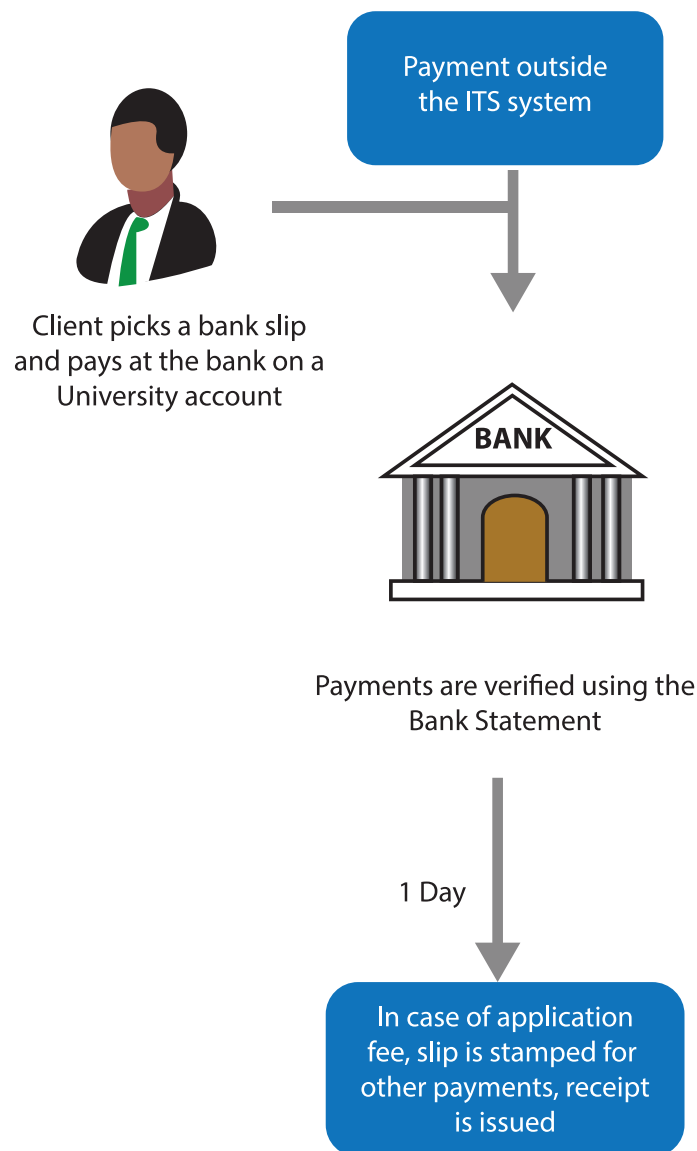 Payment outside
the ITS system
Client picks a bank slip
and pays at the bank on a
University account
BANK
Payments are verified using the
Bank Statement
1 Day
In case of application
fee, slip is stamped for
other payments, receipt
is issued